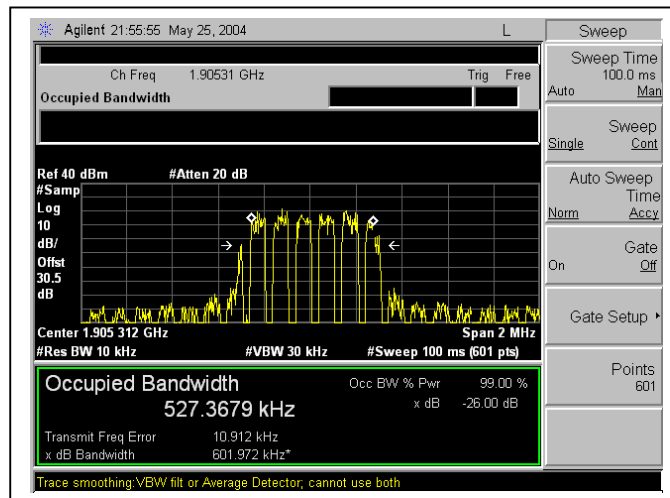 Agilent 21:55:55 May 25, 2004 L
Sweep
Ch Freq 1.90531 GHz Trig Free
Occupied Bandwidth
Sweep Time
100.0 ms
Auto Man
Sweep
Single Cont
Auto Sweep
Time
Norm Accy
Gate
On Off
Gate Setup
Points
601
Ref 40 dBm #Atten 20 dB
#Samp
Log
10
dB/
Offst
30.5
dB
Center 1.905 312 GHz Span 2 MHz
#Res BW 10 kHz #VBW 30 kHz #Sweep 100 ms (601 pts)
Occupied Bandwidth Occ BW % Pwr 99.00 %
527.3679 kHz x dB -26.00 dB
Transmit Freq Error 10.912 kHz
x dB Bandwidth 601.972 kHz*
Trace smoothing:VBW filt or Average Detector; cannot use both